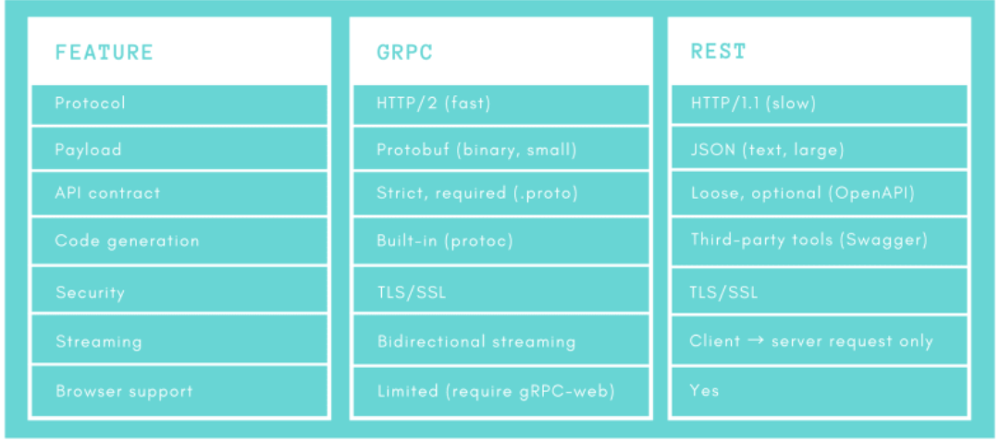 FEATURE GRPC REST
Protocol HTTP/2 (fast) HTTP/1.1 (slow)
Payload Protobuf (binary, small) JSON (text, large)
API contract Strict, required (.proto) Loose, optional (OpenAPI)
Code generation Built-in (protoc) Third-party tools (Swagger)
Security TLS/SSL TLS/SSL
Streaming Bidirectional streaming Client → server request only
Browser support Limited (require gRPC-web) Yes